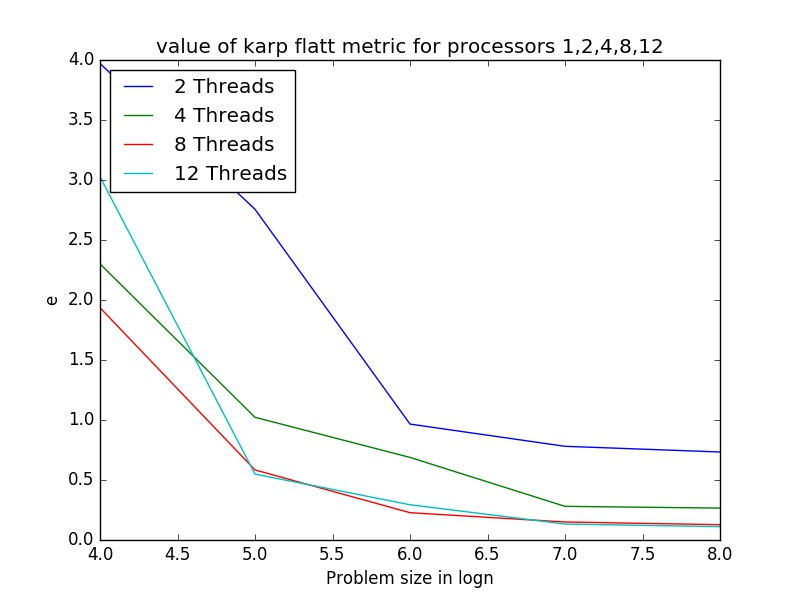 value of karp flatt metric for processors 1,2,4,8,12
4.0
3.5
3.0
2.5
2.0
1.5
1.0
0.5
0.0
e
2 Threads
4 Threads
8 Threads
12 Threads
4.0 4.5 5.0 5.5 6.0 6.5 7.0 7.5 8.0
Problem size in logn